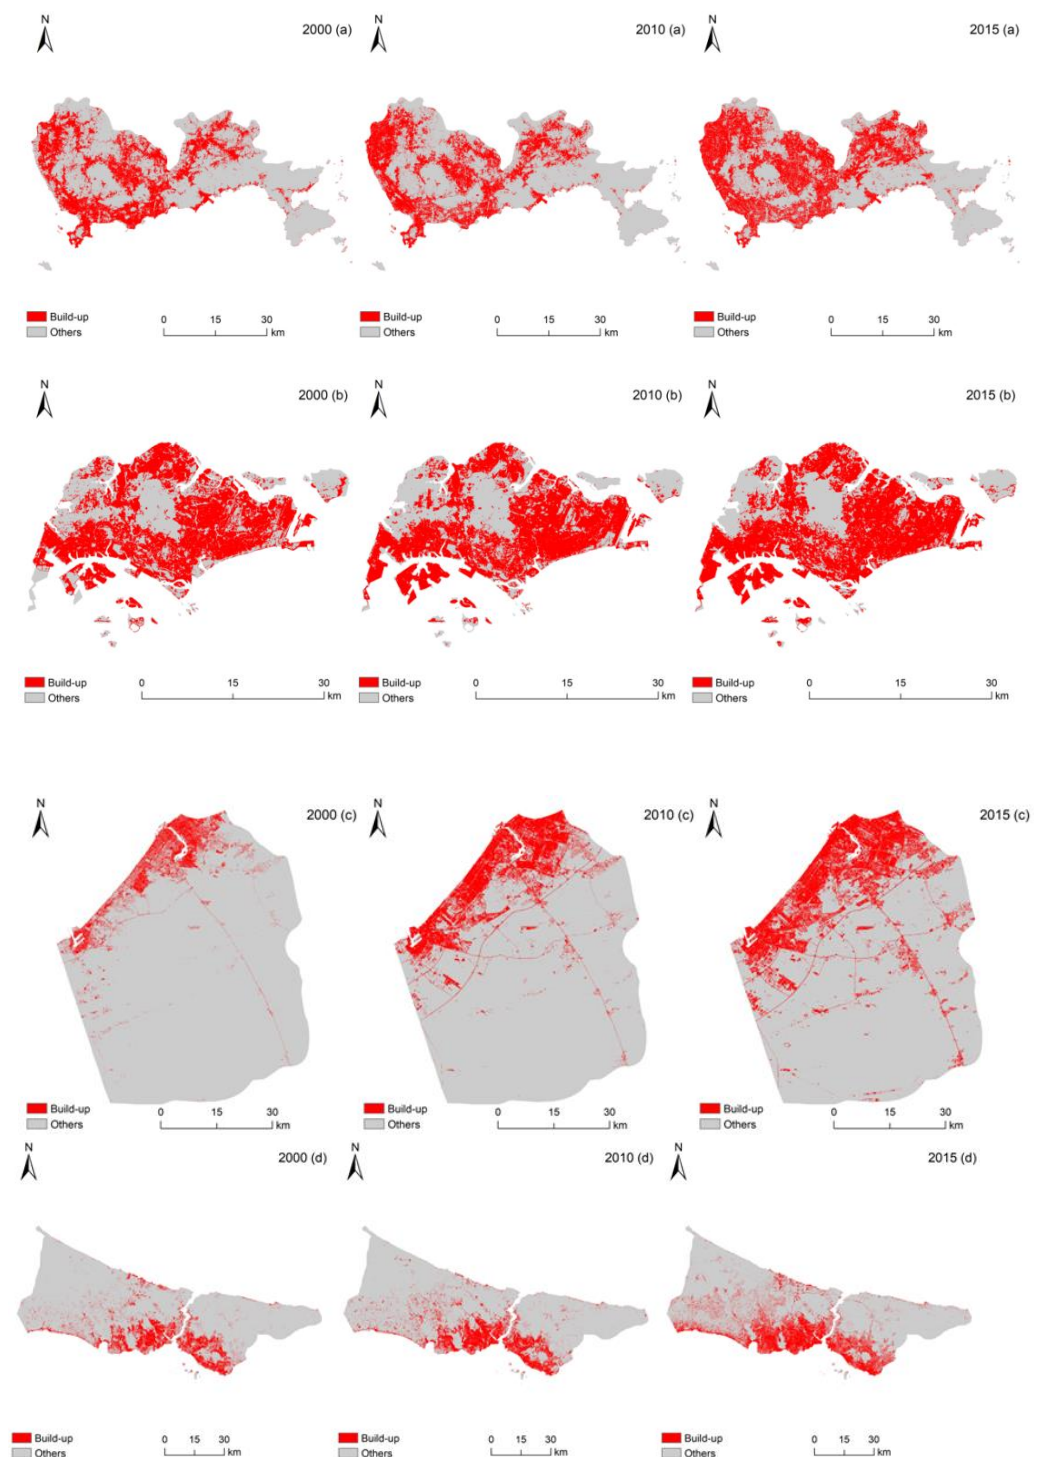 N 2000 (a) N 2010 (a) N 2015 (a)
Build-up 0 15 30 Build-up 0 15 30 Build-up 0 15 30
Others km Others km Others km
N 2000 (b) N 2010 (b) N 2015 (b)
Build-up 0 15 30 Build-up 0 15 30 Build-up 0 15 30
Others km Others km Others km
N 2000 (c) N 2010 (c) N 2015 (c)
Build-up 0 15 30 Build-up 0 15 30 Build-up 0 15 30
Others km Others km Others km
N 2000 (d) N 2010 (d) N 2015 (d)
Build-up 0 15 30 Build-up 0 15 30 Build-up 0 15 30
Others km Others km Others km